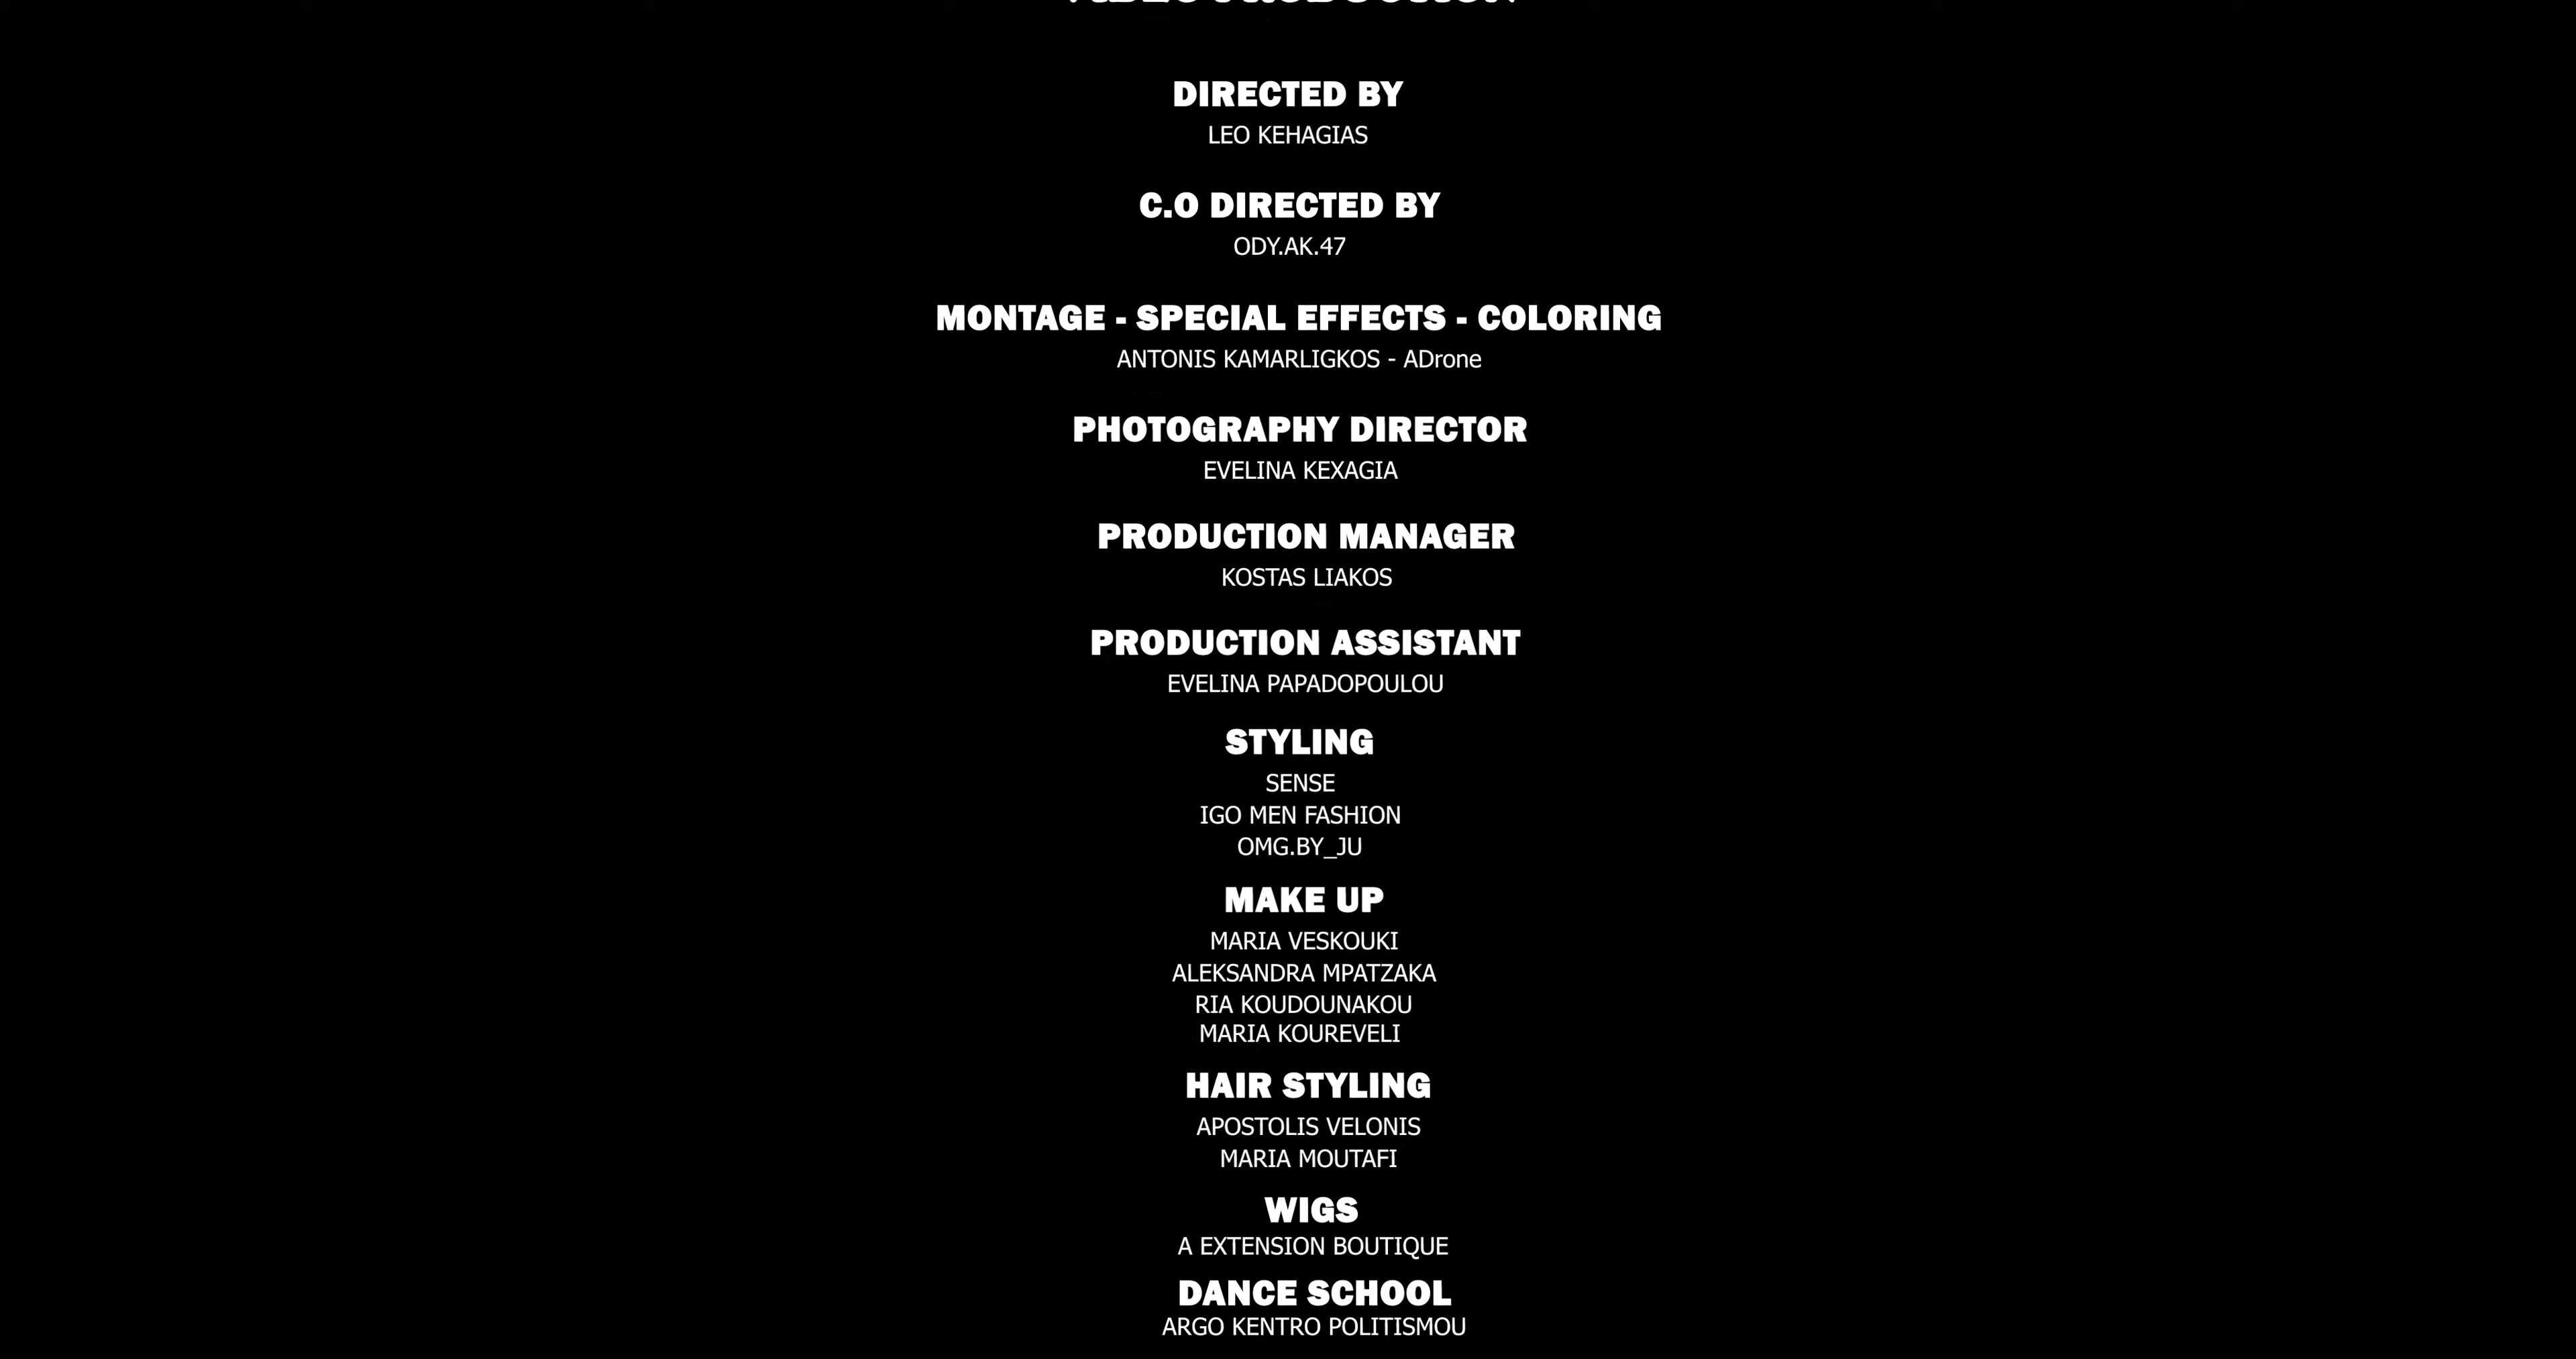 DIRECTED BY
LEO KEHAGIAS
C.O DIRECTED BY
ODY.AK.47
MONTAGE - SPECIAL EFFECTS - COLORING
ANTONIS KAMARLIGKOS - ADrone
PHOTOGRAPHY DIRECTOR
EVELINA KEXAGIA
PRODUCTION MANAGER
KOSTAS LIAKOS
PRODUCTION ASSISTANT
EVELINA PAPADOPOULOU
STYLING
SENSE
IGO MEN FASHION
OMG.BY_JU
MAKE UP
MARIA VESKOUKI
ALEKSANDRA MPATZAKA
RIA KOUDOUNAKOU
MARIA KOUREVELI
HAIR STYLING
APOSTOLIS VELONIS
MARIA MOUTAFI
WIGS
A EXTENSION BOUTIQUE
DANCE SCHOOL
ARGO KENTRO POLITISMOU